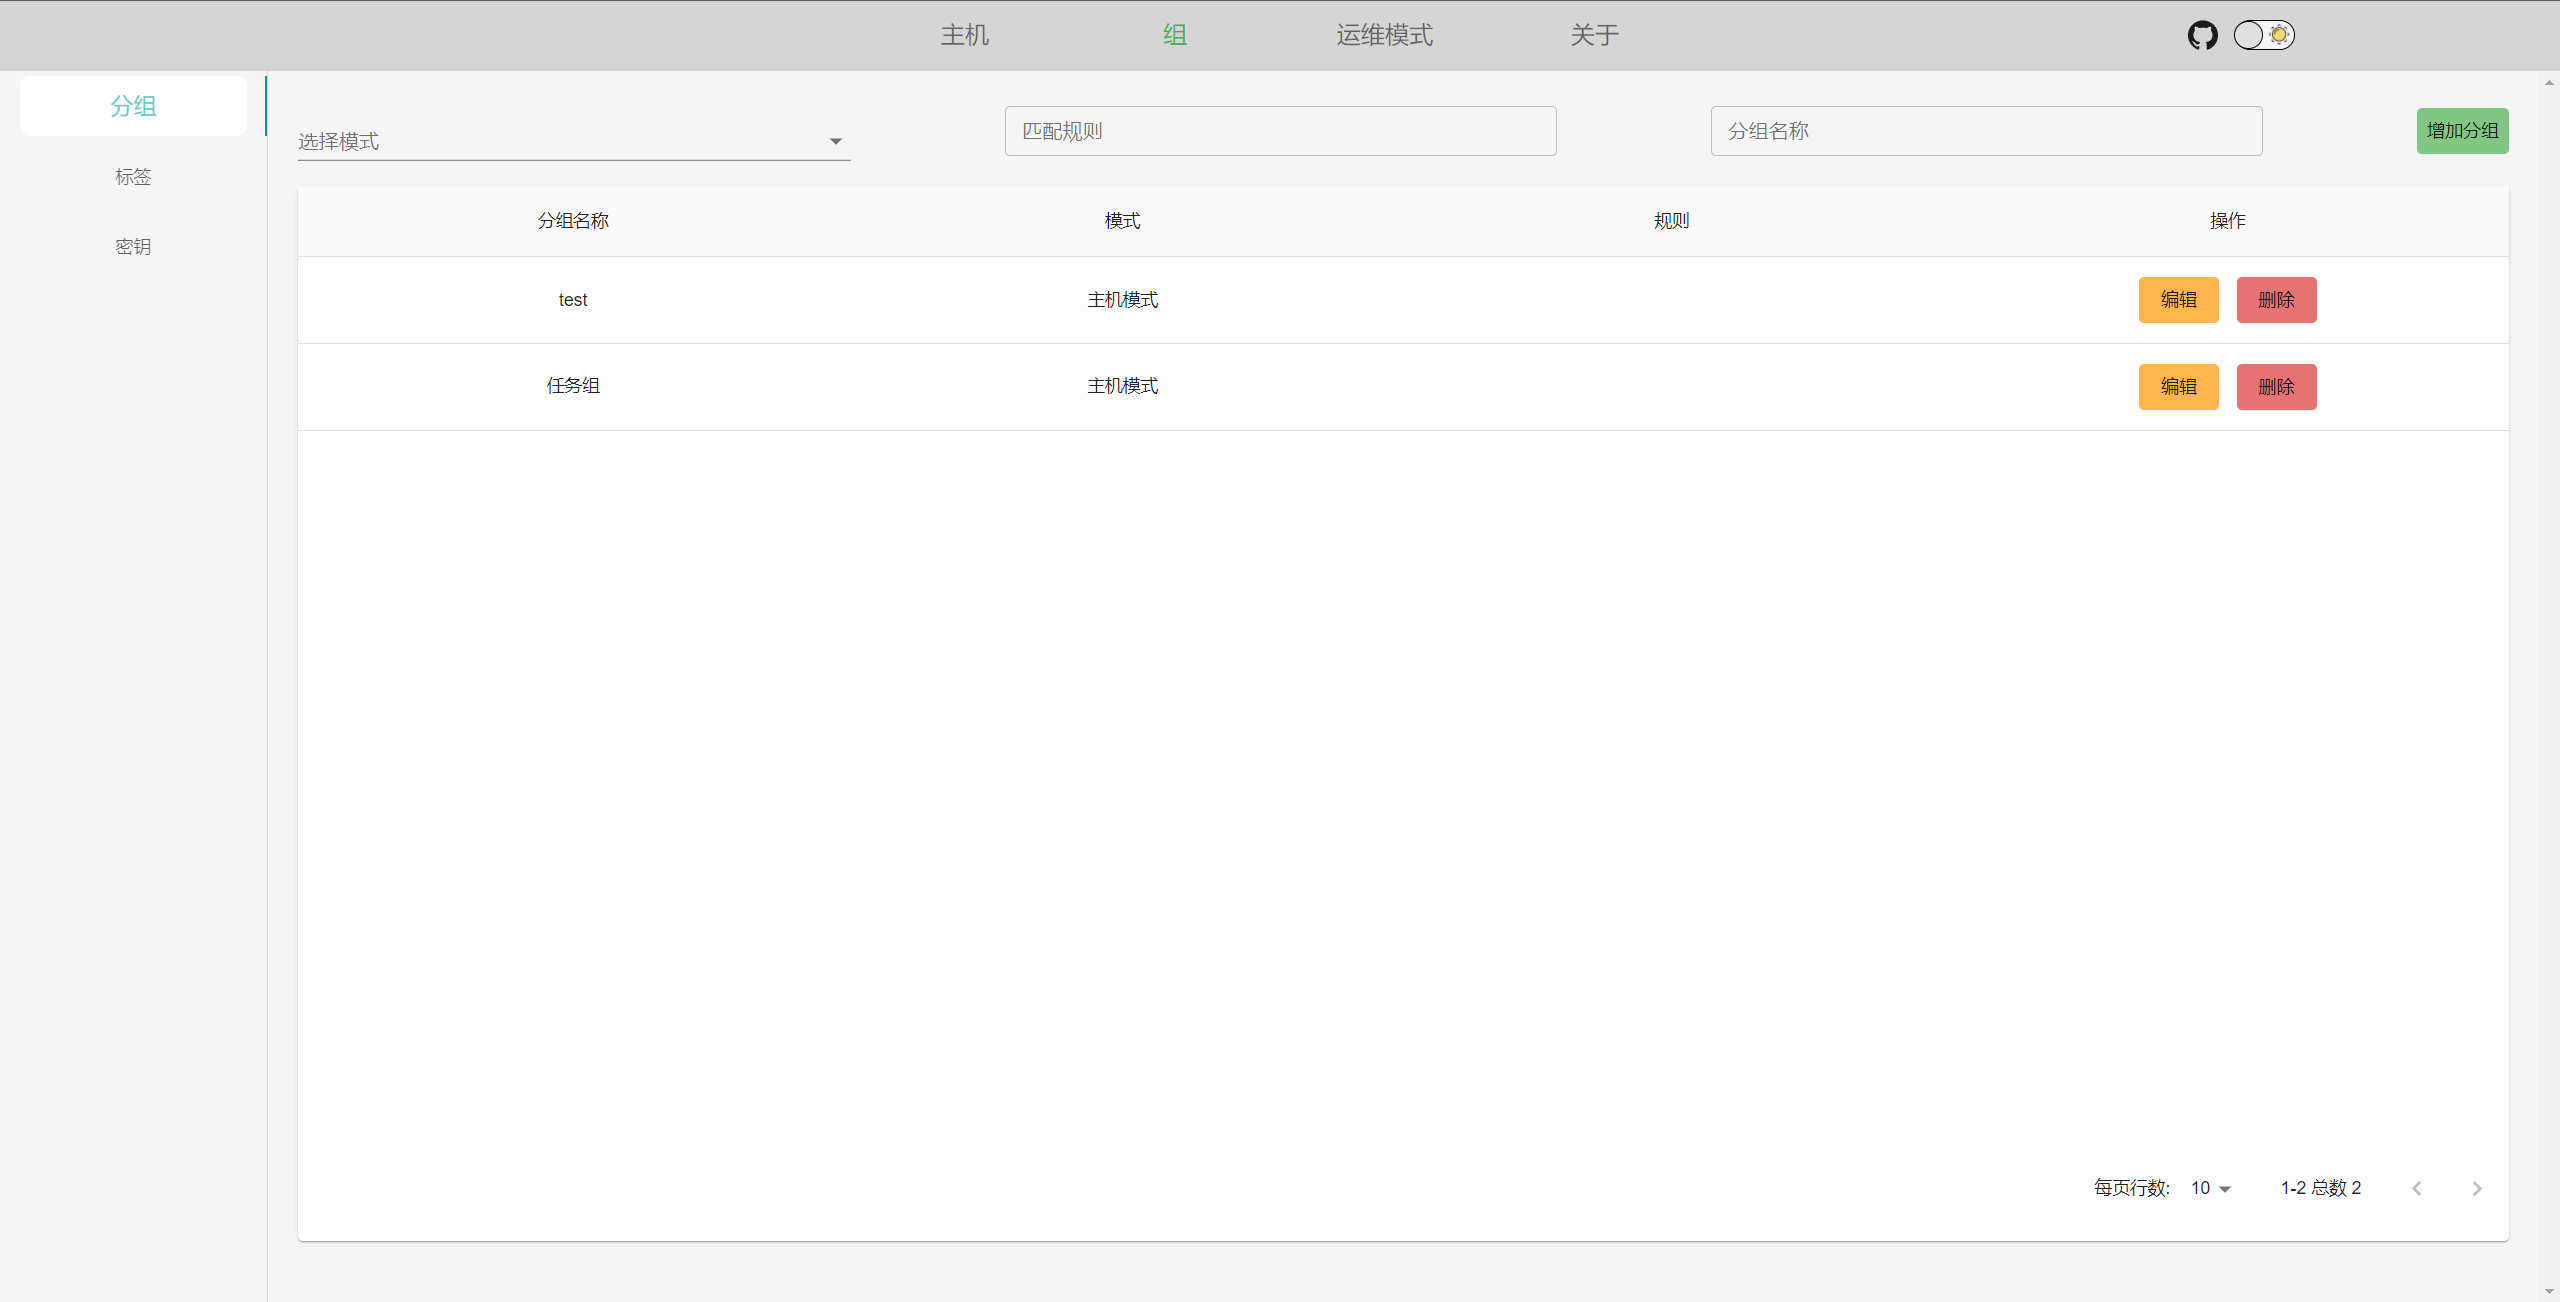 主机 组 运维模式 关于
分组
标签
密钥
选择模式 匹配规则 分组名称 增加分组
分组名称 模式 规则 操作
test 主机模式 编辑 删除
任务组 主机模式 编辑 删除
每页行数: 10 1-2 总数 2